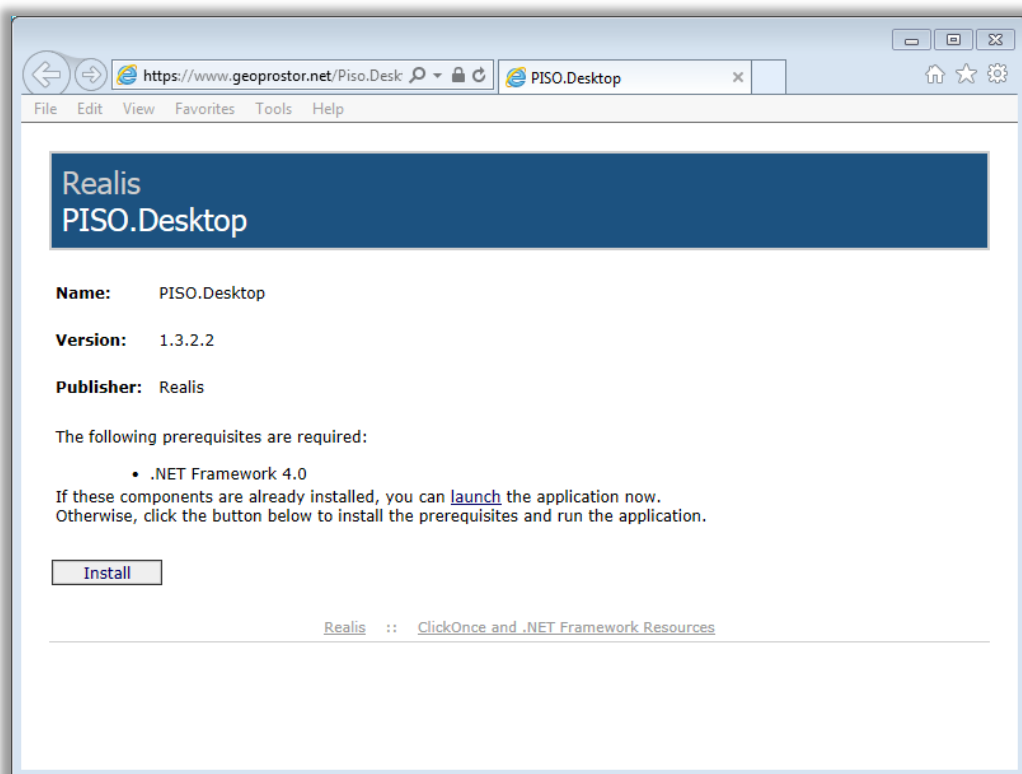 https://www.geoprostor.net/Piso.Desk
PISO.Desktop
File Edit View Favorites Tools Help
Realis
PISO.Desktop
Name: PISO.Desktop
Version: 1.3.2.2
Publisher: Realis
The following prerequisites are required:
• .NET Framework 4.0
If these components are already installed, you can launch the application now.
Otherwise, click the button below to install the prerequisites and run the application.
Install
Realis :: ClickOnce and .NET Framework Resources